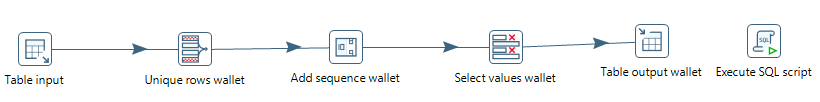 Table input
Unique rows wallet
Add sequence wallet
Select values wallet
Table output wallet
SQL
Execute SQL script